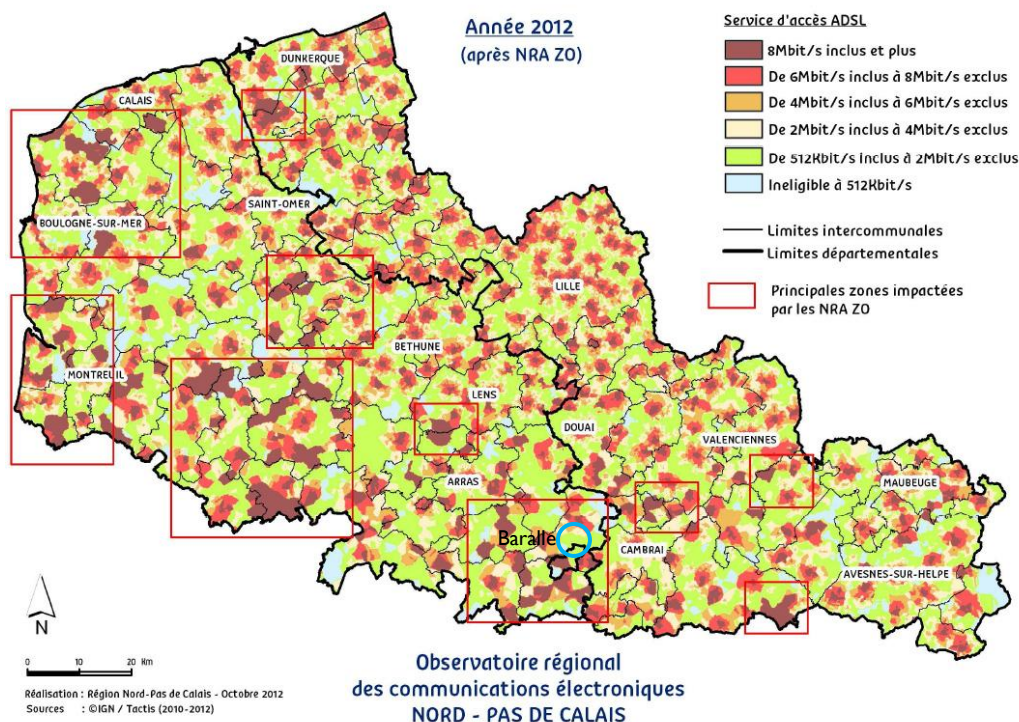 Année 2012
(après NRA ZO)
Service d'accès ADSL
8Mbit/s inclus et plus
De 6Mbit/s inclus à 8Mbit/s exclus
De 4Mbit/s inclus à 6Mbit/s exclus
De 2Mbit/s inclus à 4Mbit/s exclus
De 512Kbit/s inclus à 2Mbit/s exclus
Ineligible à 512Kbit/s
Limites intercommunales
Limites départementales
Principales zones impactées
par les NRA ZO
DUNKERQUE
CALAIS
SAINT-OMER
BOULOGNE-SUR-MER
LILLE
BETHUNE
MONTREUIL
LENS
DOUAI
VALENCIENNES
ARRAS
MAUBEUGE
Baralle
CAMBRAI
AVESNES-SUR-HELPE
N
0 10 20 Km
Réalisation : Région Nord-Pas de Calais - Octobre 2012
Sources : ©IGN / Tactis (2010-2012)
Observatoire régional
des communications électroniques
NORD - PAS DE CALAIS